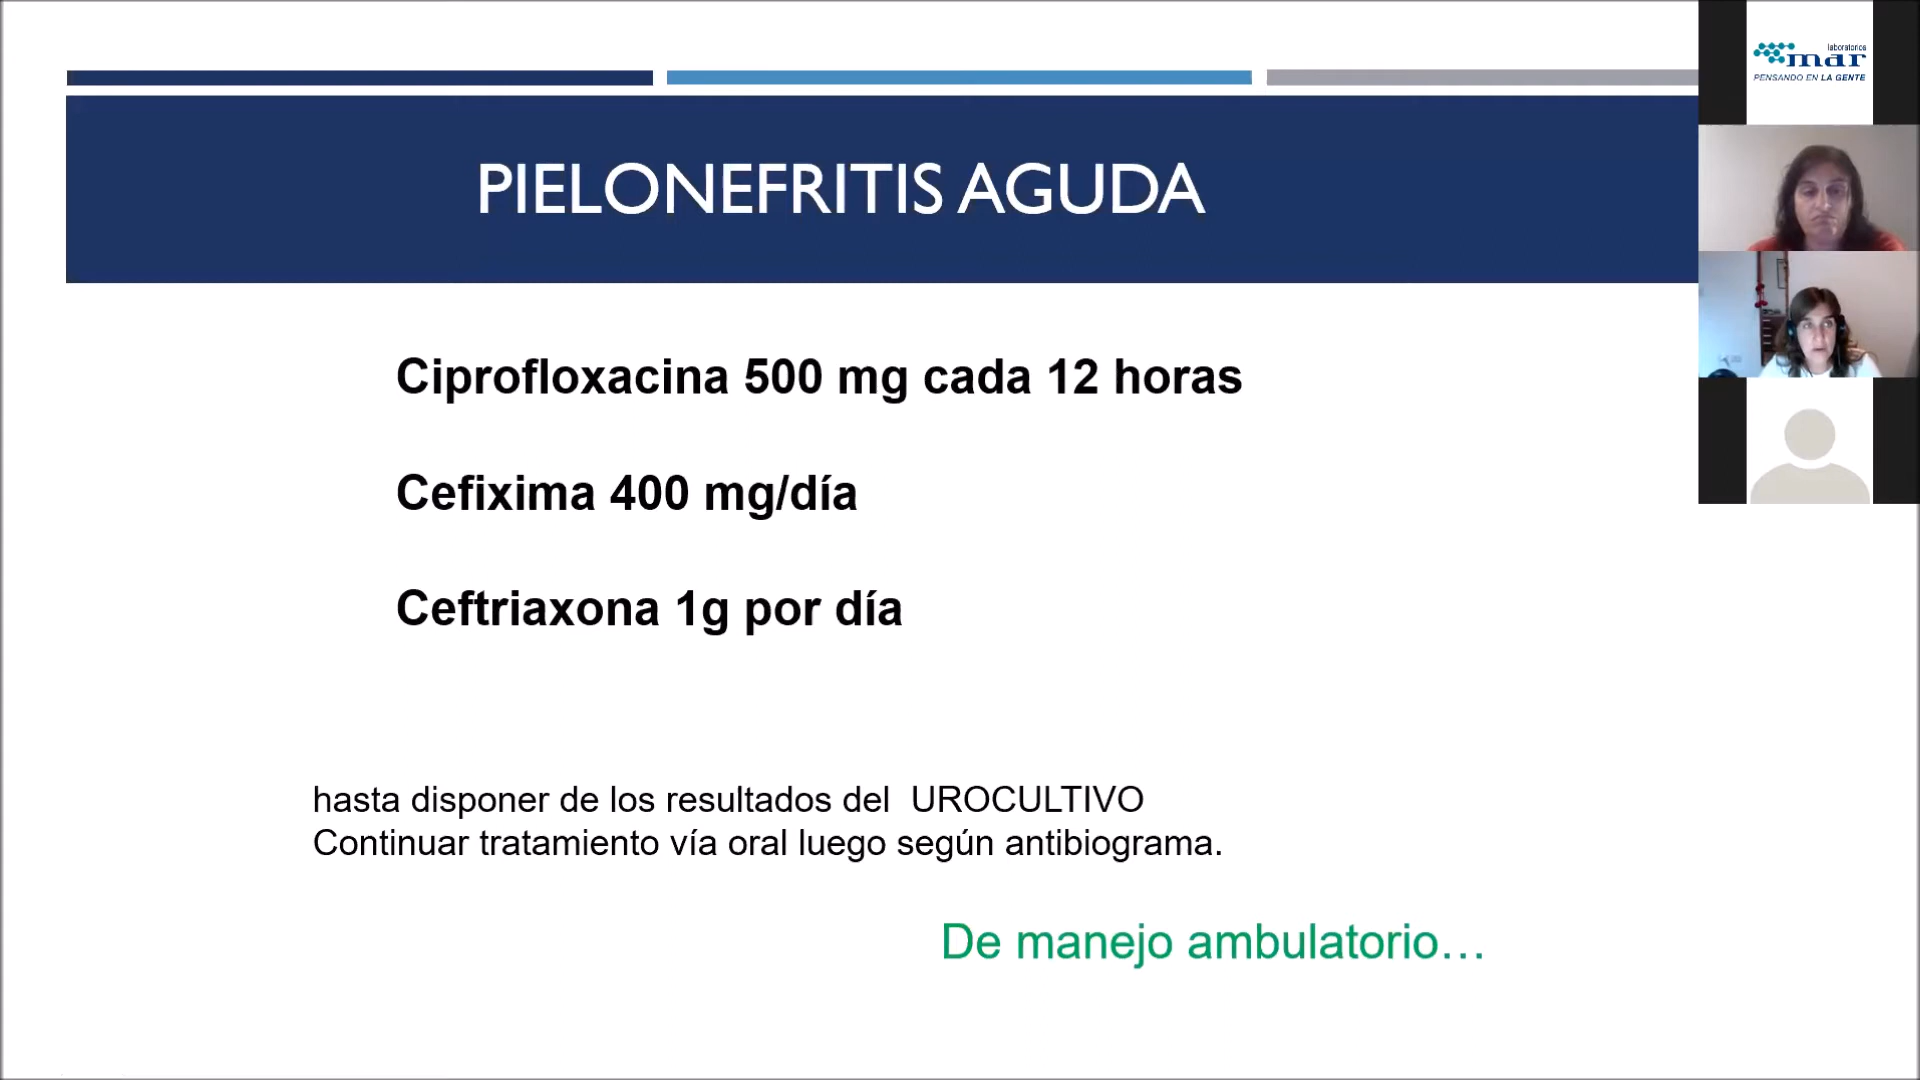 laboratorios
mar
PENSANDO EN LA GENTE
PIELONEFRITIS AGUDA
Ciprofloxacina 500 mg cada 12 horas
Cefixima 400 mg/día
Ceftriaxona 1g por día
hasta disponer de los resultados del  UROCULTIVO
Continuar tratamiento vía oral luego según antibiograma.
De manejo ambulatorio…